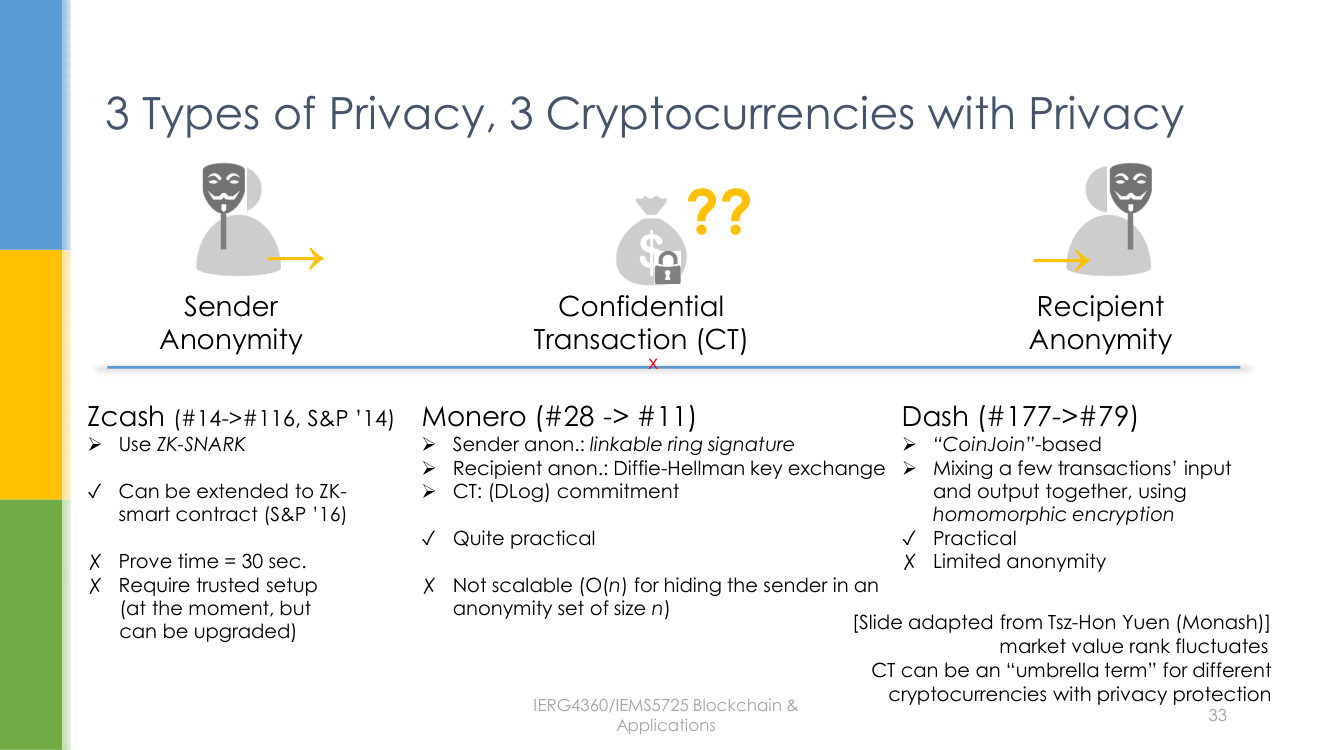 3 Types of Privacy, 3 Cryptocurrencies with Privacy
??
$
Sender
Anonymity
Confidential
Transaction (CT)
Recipient
Anonymity
x
Zcash (#14->#116, S&P ’14)
➢ Use ZK-SNARK
✓ Can be extended to ZK-
smart contract (S&P ’16)
✗ Prove time = 30 sec.
✗ Require trusted setup
(at the moment, but
can be upgraded)
Monero (#28 -> #11)
➢ Sender anon.: linkable ring signature
➢ Recipient anon.: Diffie-Hellman key exchange
➢ CT: (DLog) commitment
✓ Quite practical
✗ Not scalable (O(n) for hiding the sender in an
anonymity set of size n)
Dash (#177->#79)
➢ “CoinJoin”-based
➢ Mixing a few transactions’ input
and output together, using
homomorphic encryption
✓ Practical
✗ Limited anonymity
[Slide adapted from Tsz-Hon Yuen (Monash)]
market value rank fluctuates
CT can be an “umbrella term” for different
cryptocurrencies with privacy protection
IERG4360/IEMS5725 Blockchain &
Applications
33